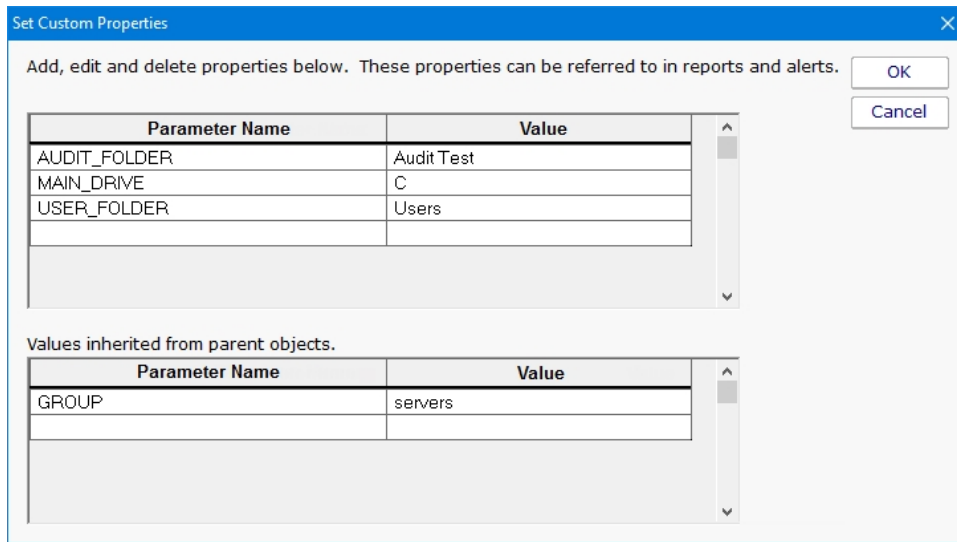 Set Custom Properties
Add, edit and delete properties below. These properties can be referred to in reports and alerts.
OK
Cancel
Parameter Name Value
AUDIT_FOLDER Audit Test
MAIN_DRIVE C
USER_FOLDER Users
Values inherited from parent objects.
Parameter Name Value
GROUP servers